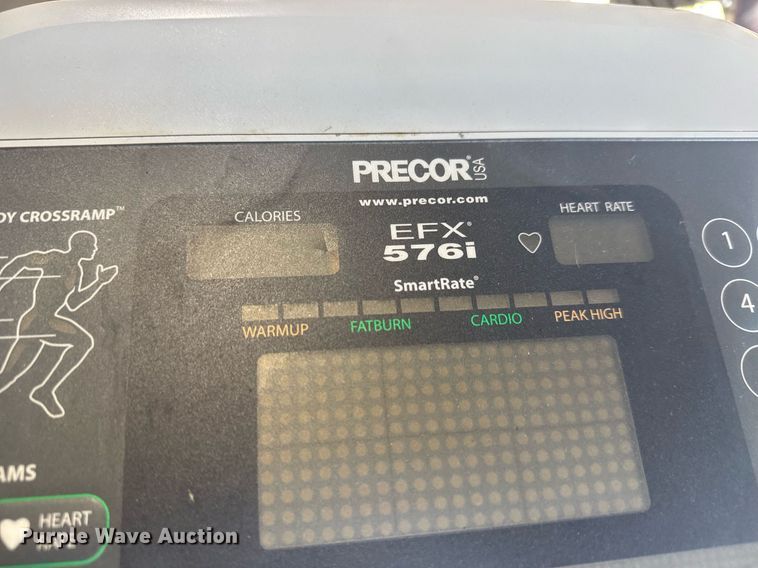 PRECOR® USA
www.precor.com
DY CROSSRAMP™
CALORIES
EFX®
576i
HEART RATE
1
SmartRate®
4
WARMUP FATBURN CARDIO PEAK HIGH
AMS
HEART
Purple Wave Auction